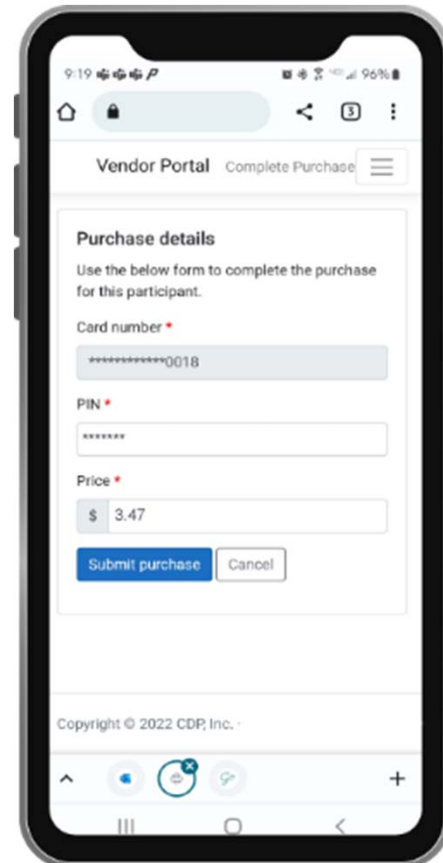 9:19
96%
3
Vendor Portal Complete Purchase
Purchase details
Use the below form to complete the purchase
for this participant.
Card number *
************0018
PIN *
*******
Price *
$ 3.47
Submit purchase Cancel
Copyright © 2022 CDP, Inc. ·